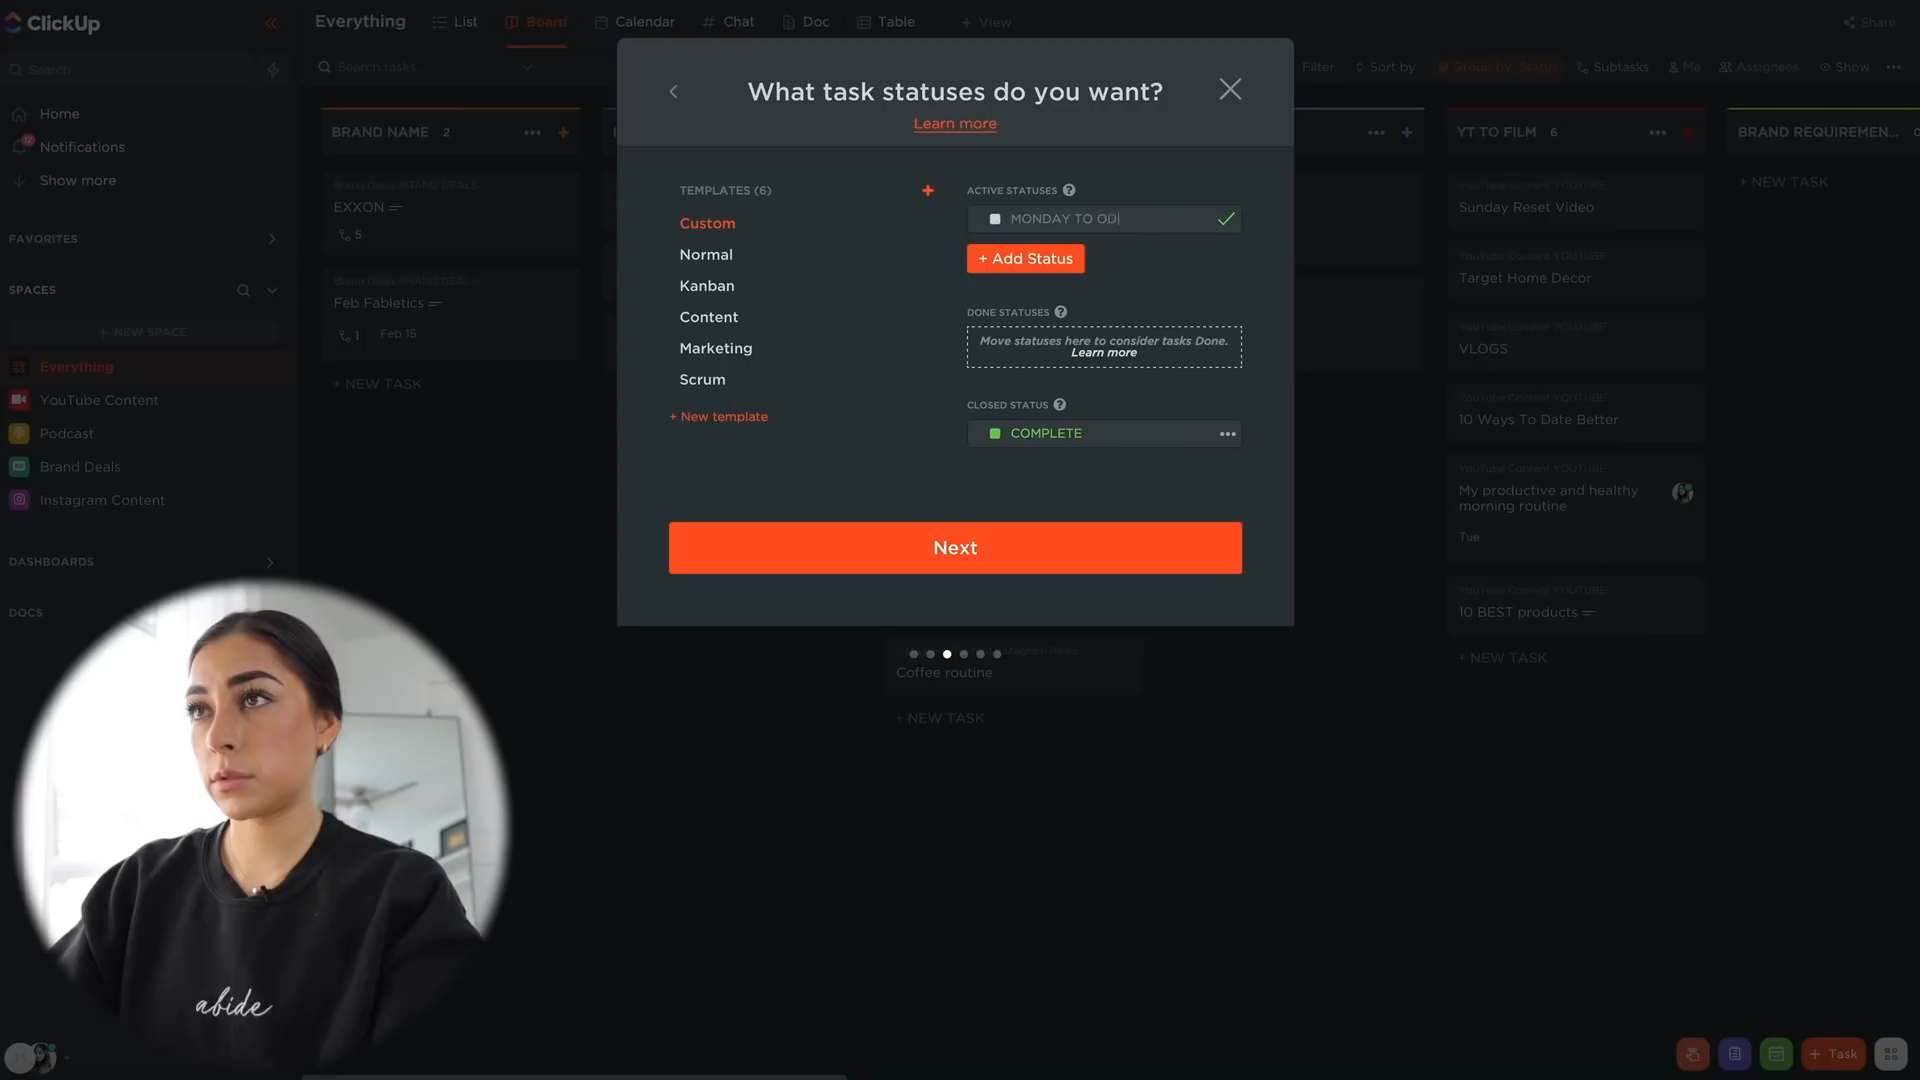 ClickUp
Everything
List
Board
Calendar
Chat
Doc
Table
+ View
Share
Search
Search tasks...
Filter
Sort by
Group by: Status
Subtasks
Me
Assignees
Show
Home
12
Notifications
Show more
FAVORITES
SPACES
+ NEW SPACE
Everything
YouTube Content
Podcast
Brand Deals
Instagram Content
DASHBOARDS
DOCS
BRAND NAME 2
Brand Deals BRAND DEALS
EXXON
5
Feb Fabletics
1
Feb 15
+ NEW TASK
What task statuses do you want?
Learn more
TEMPLATES (6)
Custom
Normal
Kanban
Content
Marketing
Scrum
+ New template
ACTIVE STATUSES
MONDAY TO OD
+ Add Status
DONE STATUSES
Move statuses here to consider tasks Done.
Learn more
CLOSED STATUS
COMPLETE
Next
Coffee routine
+ NEW TASK
YT TO FILM 6
YouTube Content YOUTUBE
Sunday Reset Video
YouTube Content YOUTUBE
Target Home Decor
YouTube Content YOUTUBE
VLOGS
YouTube Content YOUTUBE
10 Ways To Date Better
YouTube Content YOUTUBE
My productive and healthy
morning routine
Tue
YouTube Content YOUTUBE
10 BEST products
+ NEW TASK
BRAND REQUIREMEN...
+ NEW TASK
abide
+ Task